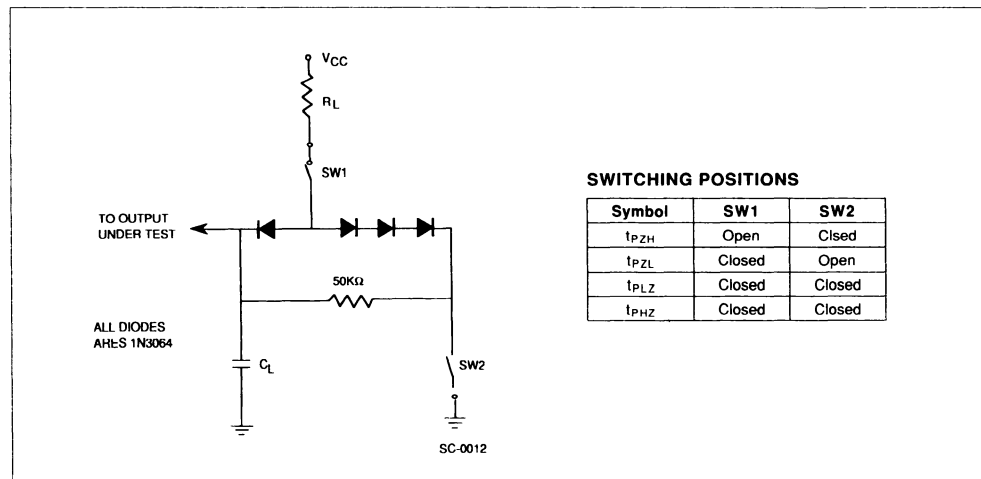 VCC
RL
SW1
TO OUTPUT
UNDER TEST
50KΩ
ALL DIODES
ARES 1N3064
CL
SW2
SC-0012
SWITCHING POSITIONS
Symbol SW1 SW2
tPZH Open Clsed
tPZL Closed Open
tPLZ Closed Closed
tPHZ Closed Closed